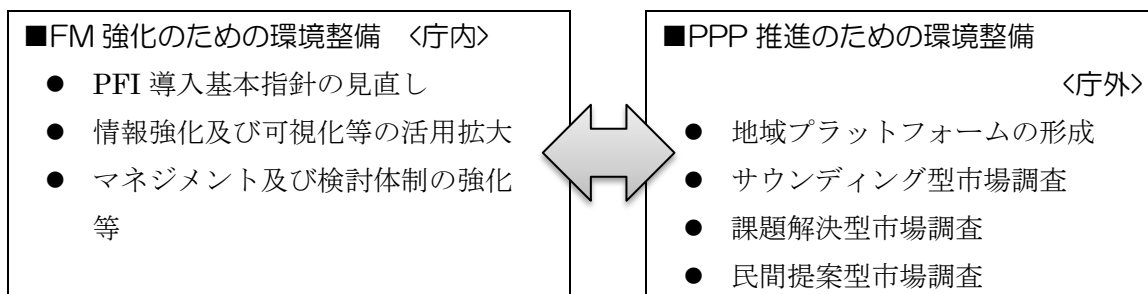 ■FM 強化のための環境整備 〈庁内〉
● PFI 導入基本指針の見直し
● 情報強化及び可視化等の活用拡大
● マネジメント及び検討体制の強化
等
■PPP 推進のための環境整備
〈庁外〉
● 地域プラットフォームの形成
● サウンディング型市場調査
● 課題解決型市場調査
● 民間提案型市場調査